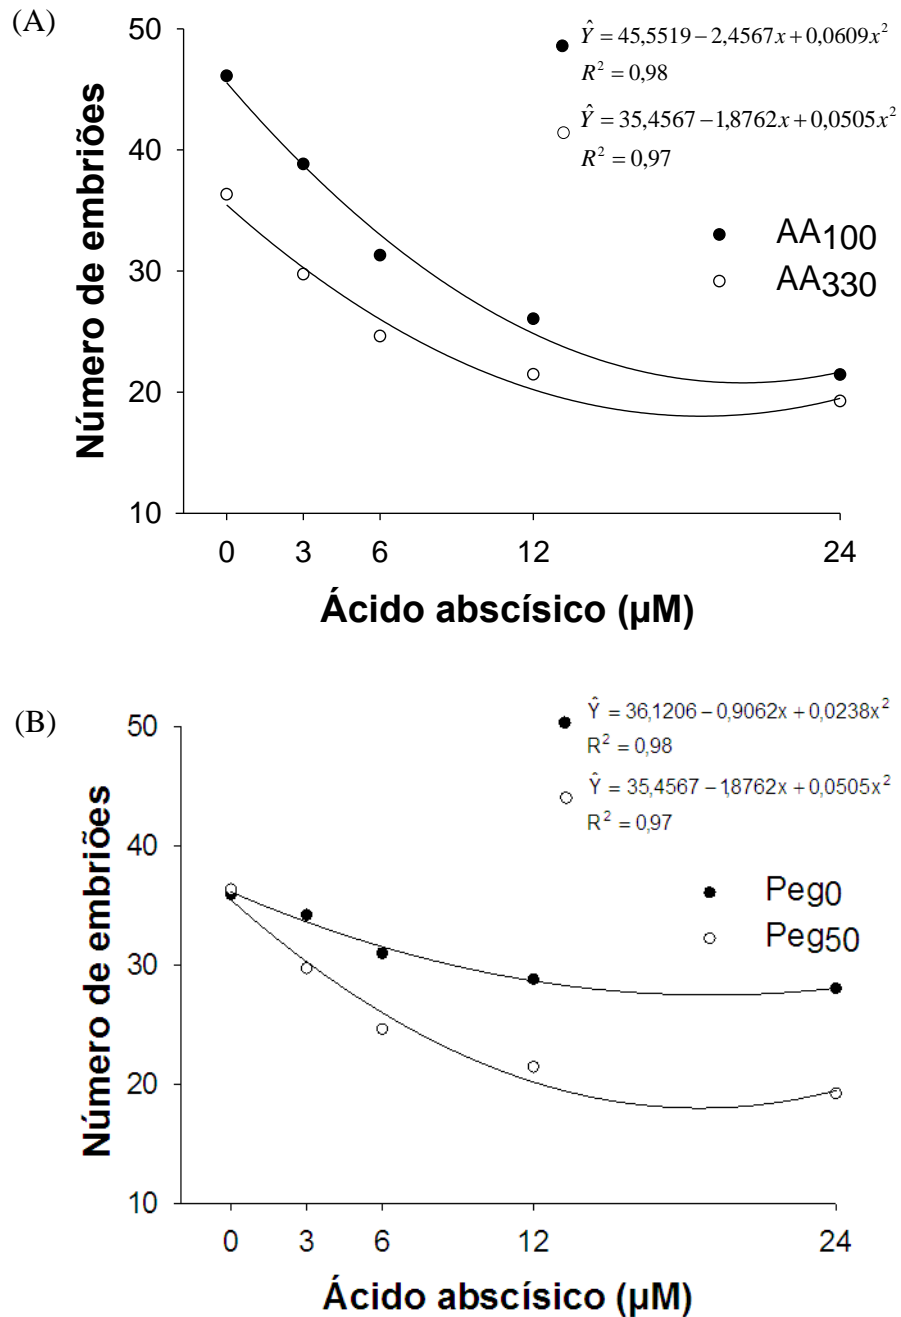 (A)
50
40
30
20
10
Número de embriões
Ŷ = 45,5519 − 2,4567x + 0,0609x²
R² = 0,98
Ŷ = 35,4567 − 1,8762x + 0,0505x²
R² = 0,97
AA100
AA330
0 3 6 12 24
Ácido abscísico (µM)
(B)
50
40
30
20
10
Número de embriões
Ŷ = 36,1206 − 0,9062x + 0,0238x²
R² = 0,98
Ŷ = 35,4567 − 1,8762x + 0,0505x²
R² = 0,97
Peg0
Peg50
0 3 6 12 24
Ácido abscísico (µM)